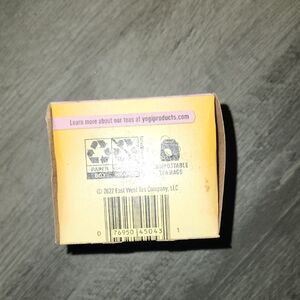 Learn more about our teas at yogiproducts.com
COMPOSTABLE
TEA BAGS
© 2022 East West Tea Company, LLC
0 76950 45043 1